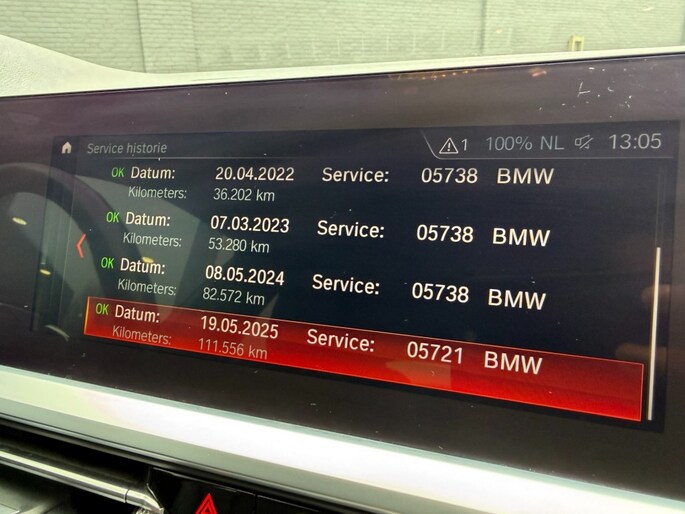 Service historie 1 100% NL 13:05
OK Datum: 20.04.2022 Service: 05738 BMW
Kilometers: 36.202 km
OK Datum: 07.03.2023 Service: 05738 BMW
Kilometers: 53.280 km
OK Datum: 08.05.2024 Service: 05738 BMW
Kilometers: 82.572 km
OK Datum: 19.05.2025 Service: 05721 BMW
Kilometers: 111.556 km